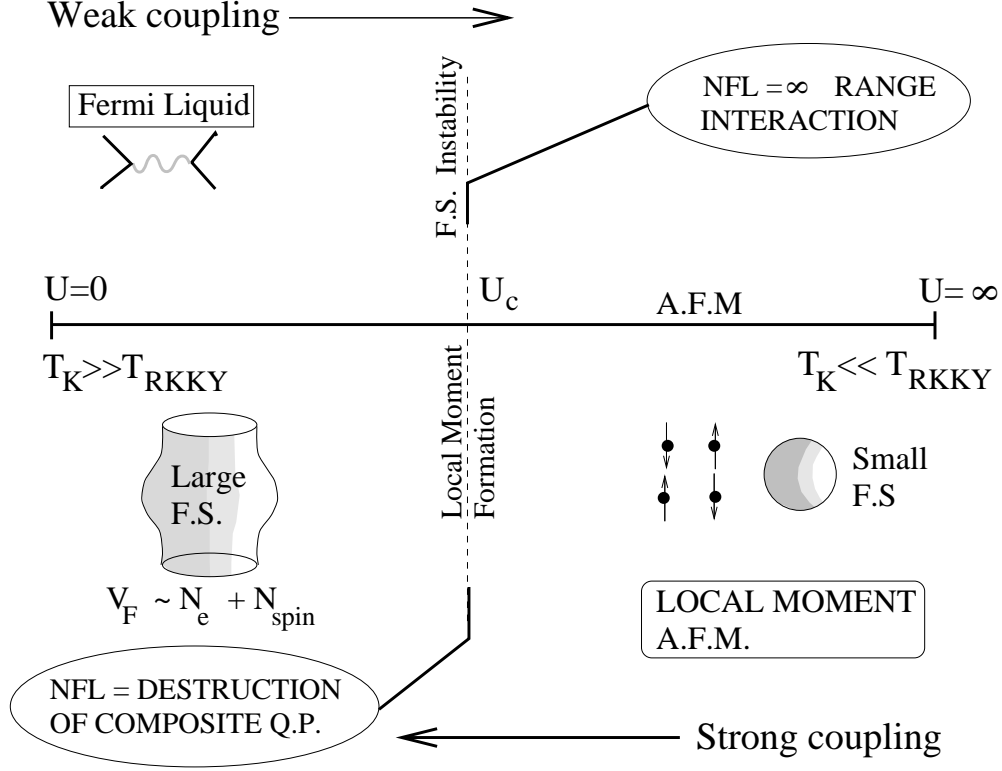 Weak coupling
Fermi Liquid
F.S. Instability
NFL = ∞ RANGE
INTERACTION
U=0
U_c
A.F.M
U= ∞
T_K>>T_RKKY
T_K<< T_RKKY
Local Moment
Formation
Large
F.S.
Small
F.S
V_F ~ N_e + N_spin
LOCAL MOMENT
A.F.M.
NFL = DESTRUCTION
OF COMPOSITE Q.P.
Strong coupling